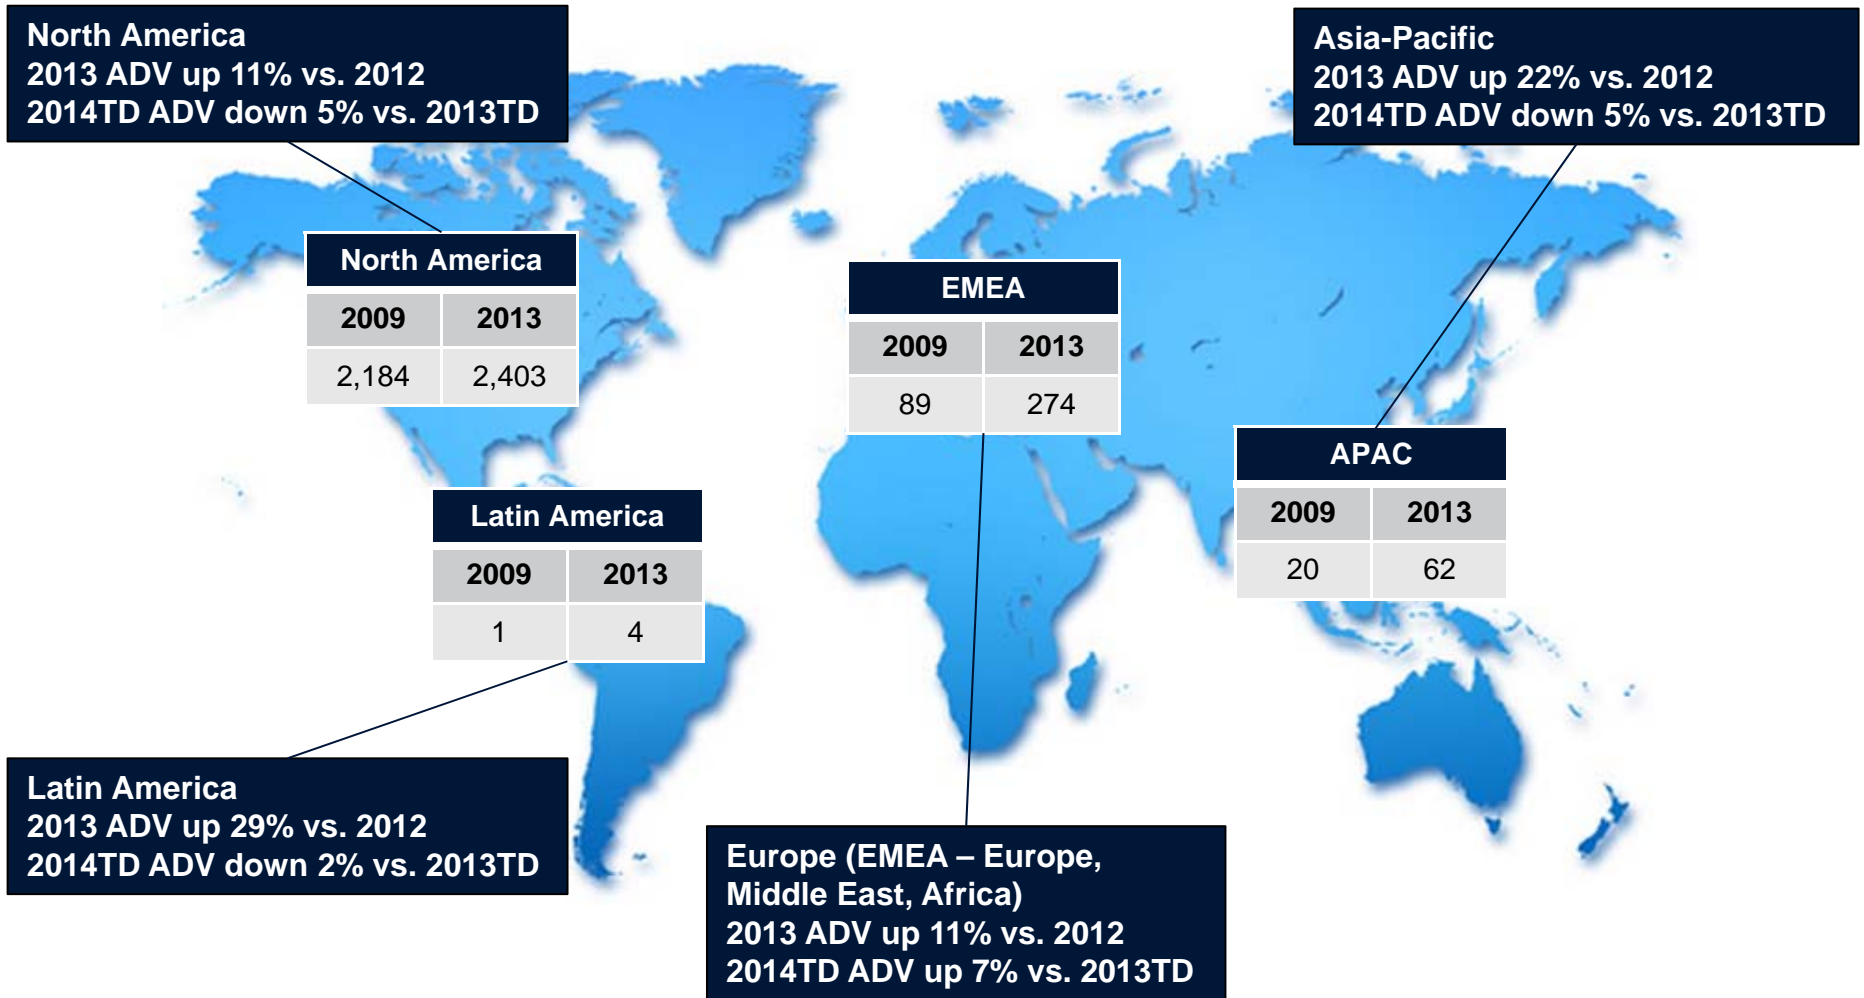 North America
2013 ADV up 11% vs. 2012
2014TD ADV down 5% vs. 2013TD
Asia-Pacific
2013 ADV up 22% vs. 2012
2014TD ADV down 5% vs. 2013TD
North America
2009 2013
2,184 2,403
EMEA
2009 2013
89 274
APAC
2009 2013
20 62
Latin America
2009 2013
1 4
Latin America
2013 ADV up 29% vs. 2012
2014TD ADV down 2% vs. 2013TD
Europe (EMEA – Europe,
Middle East, Africa)
2013 ADV up 11% vs. 2012
2014TD ADV up 7% vs. 2013TD